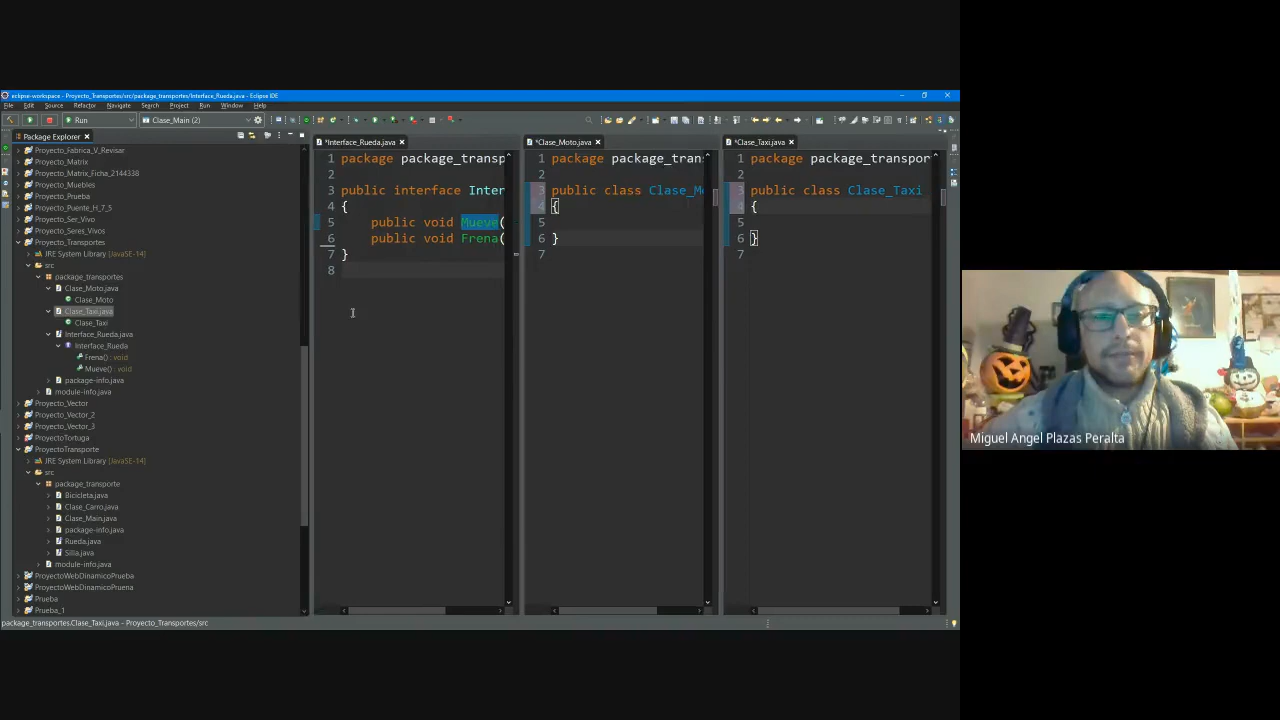 eclipse-workspace - Proyecto_Transportes/src/package_transportes/Interface_Rueda.java - Eclipse IDE
File Edit Source Refactor Navigate Search Project Run Window Help
Run
Clase_Main (2)
Package Explorer
Proyecto_Fabrica_V_Revisar
Proyecto_Matrix
Proyecto_Matrix_Ficha_2144338
Proyecto_Muebles
Proyecto_Prueba
Proyecto_Puente_H_7_5
Proyecto_Ser_Vivo
Proyecto_Seres_Vivos
Proyecto_Transportes
JRE System Library [JavaSE-14]
src
package_transportes
Clase_Moto.java
Clase_Moto
Clase_Taxi.java
Clase_Taxi
Interface_Rueda.java
Interface_Rueda
Frena() : void
Mueve() : void
package-info.java
module-info.java
Proyecto_Vector
Proyecto_Vector_2
Proyecto_Vector_3
ProyectoTortuga
ProyectoTransporte
JRE System Library [JavaSE-14]
src
package_transporte
Bicicleta.java
Clase_Carro.java
Clase_Main.java
package-info.java
Rueda.java
Silla.java
module-info.java
ProyectoWebDinamicoPrueba
ProyectoWebDinamicoPruena
Prueba
Prueba_1
*Interface_Rueda.java
1 package package_transp
2
3 public interface Inter
4 {
5 public void Mueve(
6 public void Frena(
7 }
8
*Clase_Moto.java
1 package package_tran
2
3 public class Clase_M
4 {
5
6 }
7
*Clase_Taxi.java
1 package package_transpor
2
3 public class Clase_Taxi
4 {
5
6 }
7
package_transportes.Clase_Taxi.java - Proyecto_Transportes/src
Miguel Angel Plazas Peralta